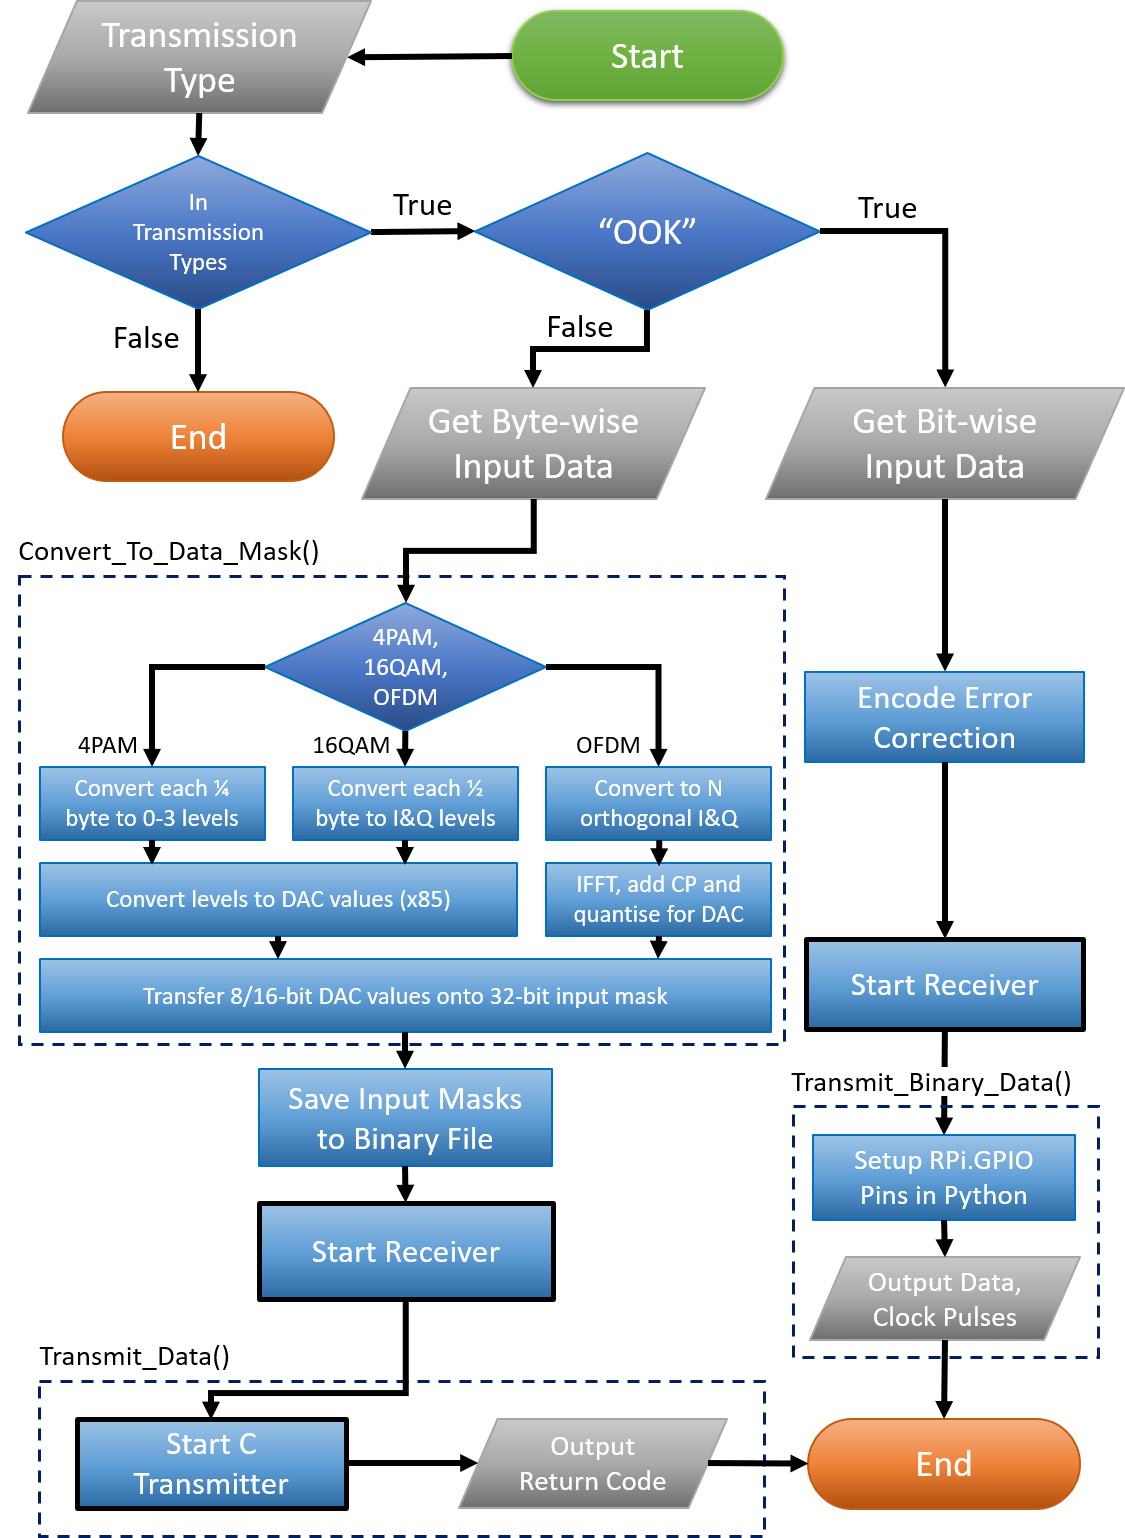 Transmission
Type
Start
In
Transmission
Types
True
“OOK”
True
False
End
False
Get Byte-wise
Input Data
Get Bit-wise
Input Data
Convert_To_Data_Mask()
4PAM,
16QAM,
OFDM
4PAM
16QAM
OFDM
Convert each ¼
byte to 0-3 levels
Convert each ½
byte to I&Q levels
Convert to N
orthogonal I&Q
Convert levels to DAC values (x85)
IFFT, add CP and
quantise for DAC
Transfer 8/16-bit DAC values onto 32-bit input mask
Encode Error
Correction
Start Receiver
Save Input Masks
to Binary File
Start Receiver
Transmit_Binary_Data()
Setup RPi.GPIO
Pins in Python
Output Data,
Clock Pulses
Transmit_Data()
Start C
Transmitter
Output
Return Code
End